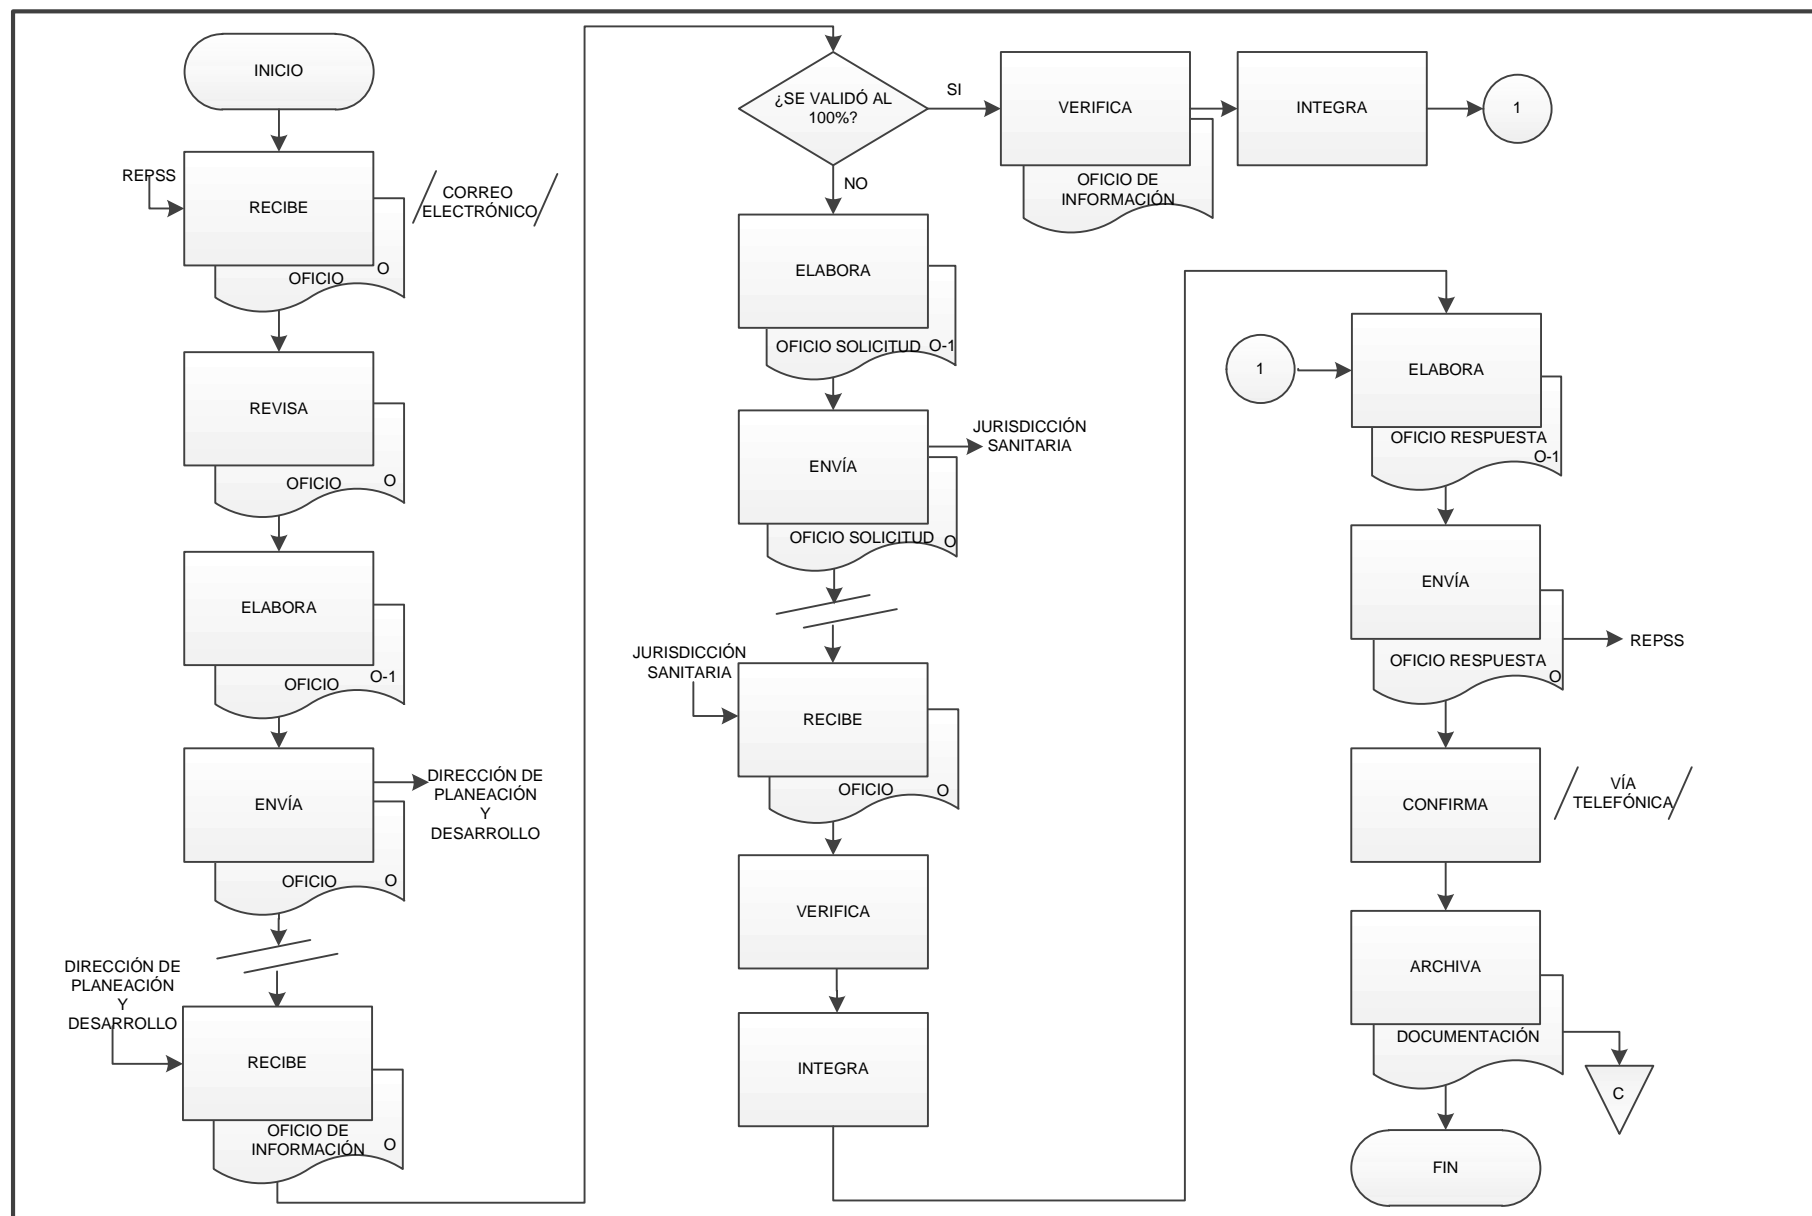 INICIO
REPSS
RECIBE
CORREO
ELECTRÓNICO
OFICIO
O
REVISA
OFICIO
O
ELABORA
OFICIO
O-1
ENVÍA
DIRECCIÓN DE
PLANEACIÓN
Y
DESARROLLO
OFICIO
O
DIRECCIÓN DE
PLANEACIÓN
Y
DESARROLLO
RECIBE
OFICIO DE
INFORMACIÓN
O
¿SE VALIDÓ AL
100%?
SI
VERIFICA
OFICIO DE
INFORMACIÓN
INTEGRA
1
NO
ELABORA
OFICIO SOLICITUD
O-1
ENVÍA
JURISDICCIÓN
SANITARIA
OFICIO SOLICITUD
O
JURISDICCIÓN
SANITARIA
RECIBE
OFICIO
O
VERIFICA
INTEGRA
1
ELABORA
OFICIO RESPUESTA
O-1
ENVÍA
REPSS
OFICIO RESPUESTA
O
CONFIRMA
VÍA
TELEFÓNICA
ARCHIVA
DOCUMENTACIÓN
C
FIN